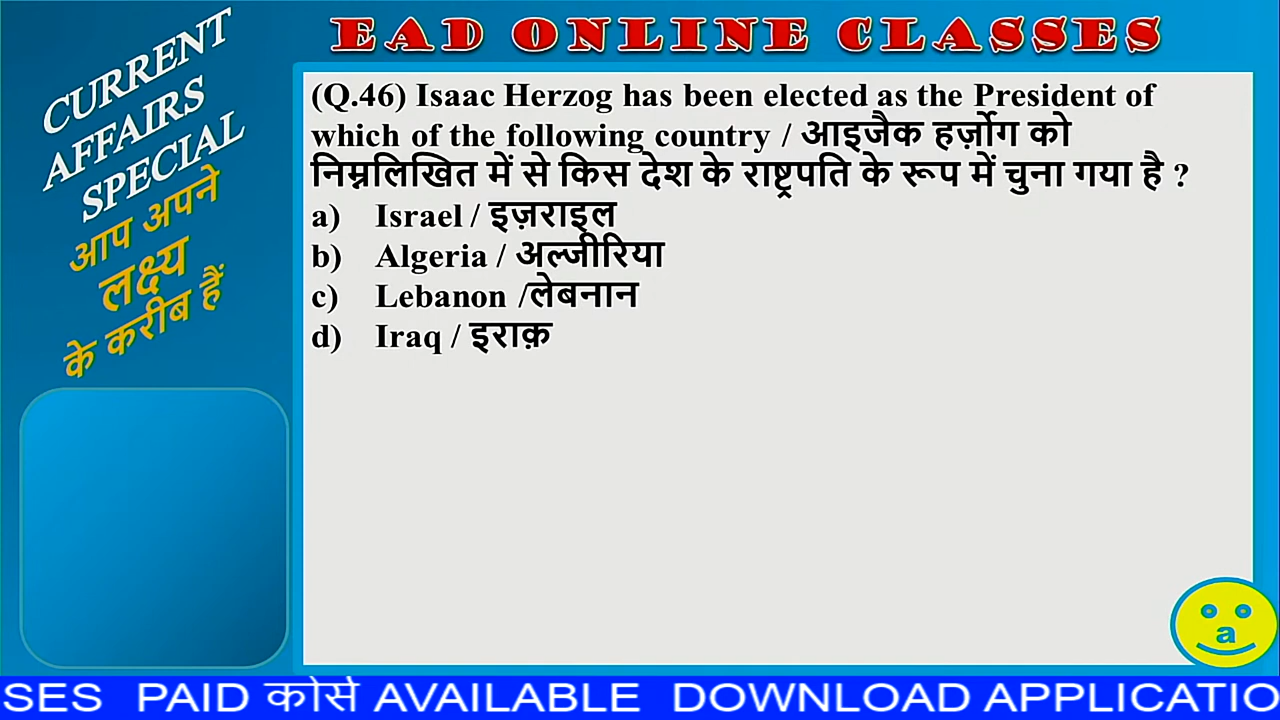 EAD ONLINE CLASSES
CURRENT
AFFAIRS
SPECIAL
आप अपने
लक्ष्य
के करीब हैं
(Q.46) Isaac Herzog has been elected as the President of
which of the following country / आइजैक हर्ज़ोग को
निम्नलिखित में से किस देश के राष्ट्रपति के रूप में चुना गया है ?
a) Israel / इज़राइल
b) Algeria / अल्जीरिया
c) Lebanon /लेबनान
d) Iraq / इराक़
a
SES PAID कोर्स AVAILABLE DOWNLOAD APPLICATIO